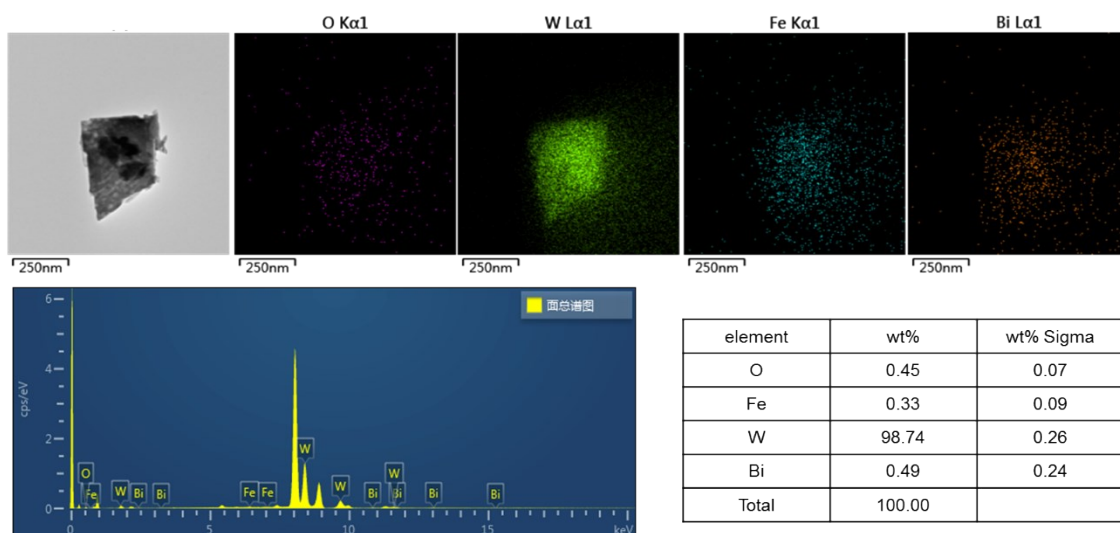 O Kα1
W Lα1
Fe Kα1
Bi Lα1
250nm
250nm
250nm
250nm
250nm
面总谱图
cps/eV
6
4
2
0
O
Fe
W
Bi
Bi
Fe
Fe
W
W
Bi
W
Bi
Bi
Bi
0
5
10
15
keV
element wt% wt% Sigma
O 0.45 0.07
Fe 0.33 0.09
W 98.74 0.26
Bi 0.49 0.24
Total 100.00